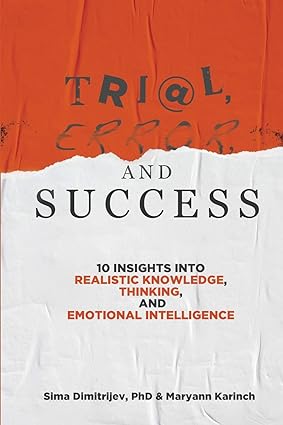 TRI@L,
ERROR,
AND
SUCCESS
10 INSIGHTS INTO
REALISTIC KNOWLEDGE,
THINKING,
AND
EMOTIONAL INTELLIGENCE
Sima Dimitrijev, PhD & Maryann Karinch